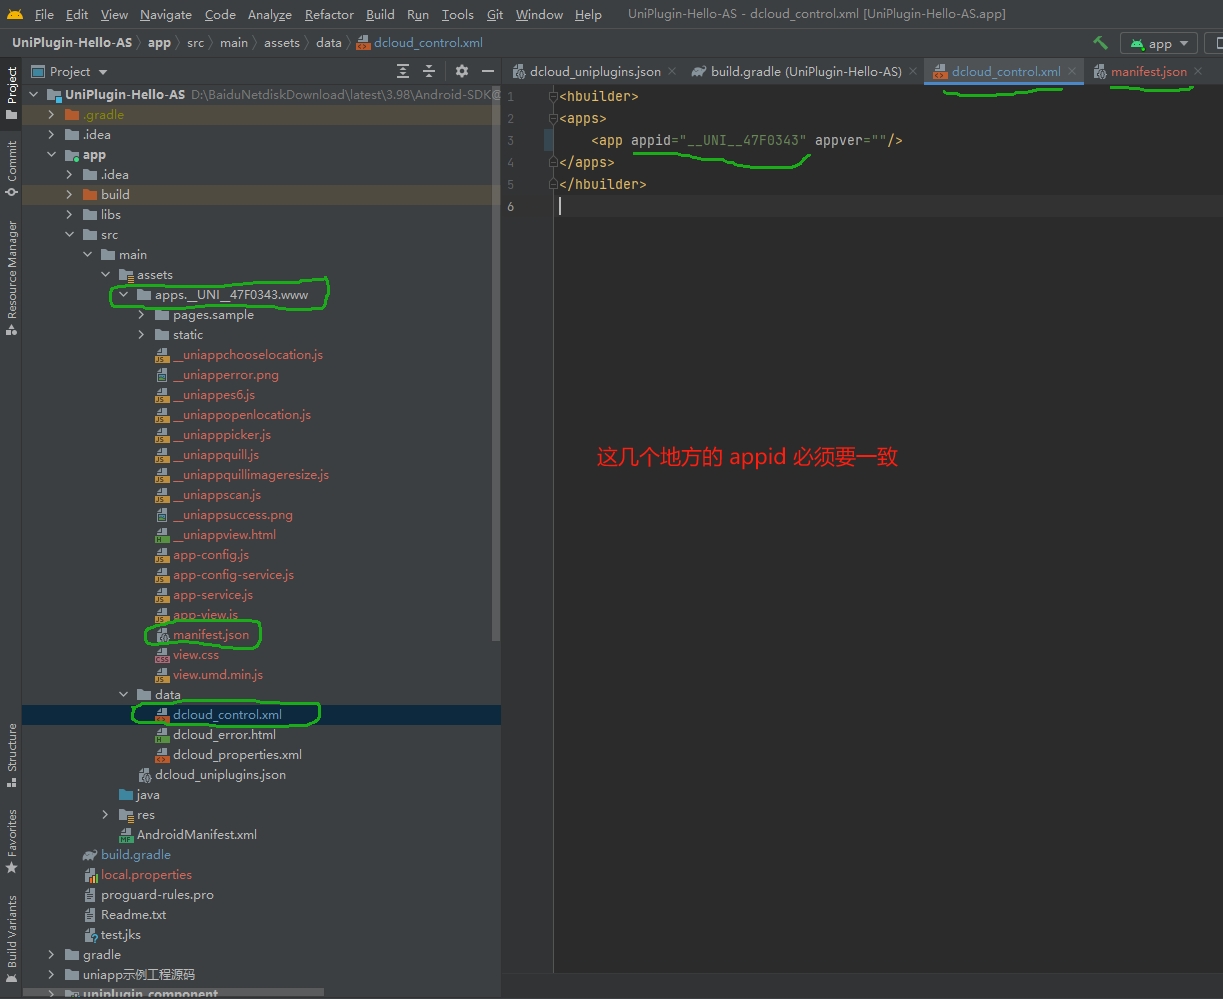 File Edit View Navigate Code Analyze Refactor Build Run Tools Git Window Help UniPlugin-Hello-AS - dcloud_control.xml [UniPlugin-Hello-AS.app]
UniPlugin-Hello-AS app src main assets data dcloud_control.xml app
Project
Commit
Resource Manager
Structure
Favorites
Build Variants
Project
UniPlugin-Hello-AS D:\BaiduNetdiskDownload\latest\3.98\Android-SDK@
.gradle
.idea
app
.idea
build
libs
src
main
assets
apps.__UNI__47F0343.www
pages.sample
static
__uniappchooselocation.js
__uniapperror.png
__uniappes6.js
__uniappopenlocation.js
__uniapppicker.js
__uniappquill.js
__uniappquillimageresize.js
__uniappscan.js
__uniappsuccess.png
__uniappview.html
app-config.js
app-config-service.js
app-service.js
app-view.js
manifest.json
view.css
view.umd.min.js
data
dcloud_control.xml
dcloud_error.html
dcloud_properties.xml
dcloud_uniplugins.json
java
res
AndroidManifest.xml
build.gradle
local.properties
proguard-rules.pro
Readme.txt
test.jks
gradle
uniapp示例工程源码
uniplugin_component
dcloud_uniplugins.json build.gradle (UniPlugin-Hello-AS) dcloud_control.xml manifest.json
1 <hbuilder>
2 <apps>
3 <app appid="__UNI__47F0343" appver=""/>
4 </apps>
5 </hbuilder>
6
这几个地方的 appid 必须要一致